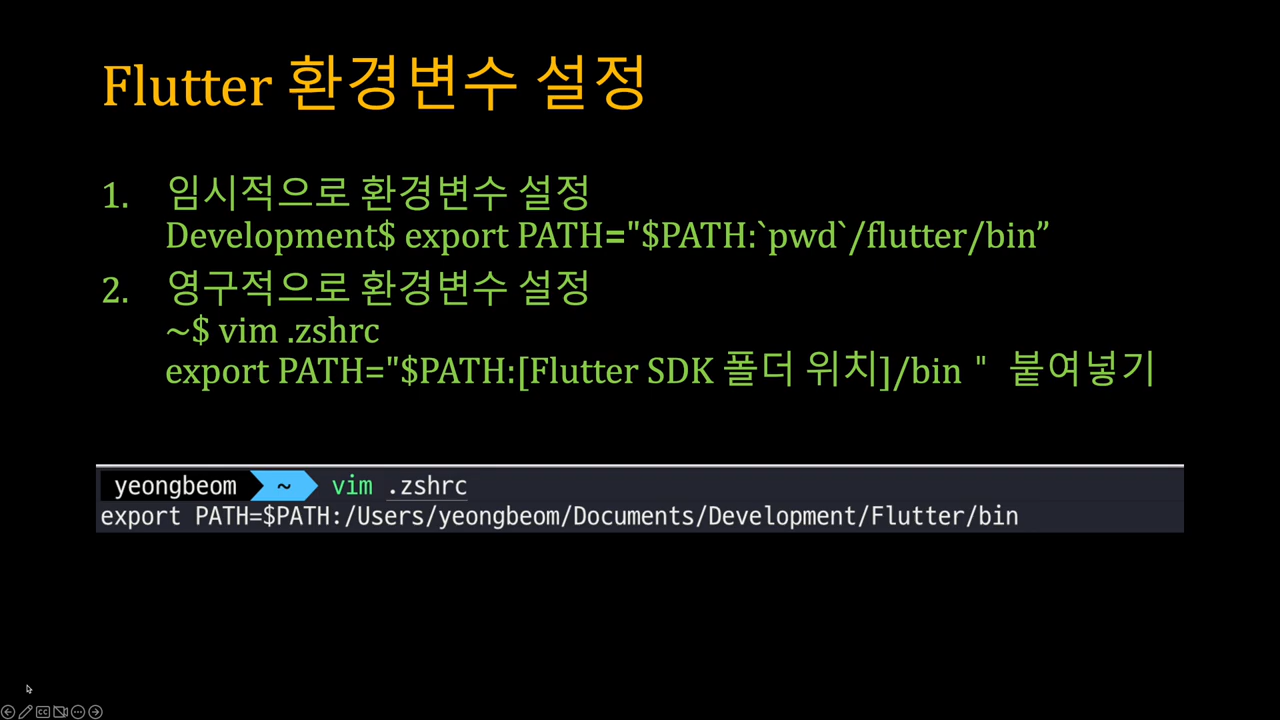 Flutter 환경변수 설정
1. 임시적으로 환경변수 설정
Development$ export PATH="$PATH:`pwd`/flutter/bin”
2. 영구적으로 환경변수 설정
~$ vim .zshrc
export PATH="$PATH:[Flutter SDK 폴더 위치]/bin " 붙여넣기
yeongbeom ~ vim .zshrc
export PATH=$PATH:/Users/yeongbeom/Documents/Development/Flutter/bin